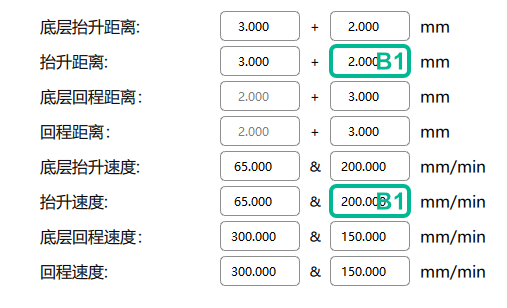 底层抬升距离: 3.000 + 2.000 mm
抬升距离: 3.000 + 2.000 B1 mm
底层回程距离: 2.000 + 3.000 mm
回程距离: 2.000 + 3.000 mm
底层抬升速度: 65.000 & 200.000 mm/min
抬升速度: 65.000 & 200.000 B1 mm/min
底层回程速度: 300.000 & 150.000 mm/min
回程速度: 300.000 & 150.000 mm/min